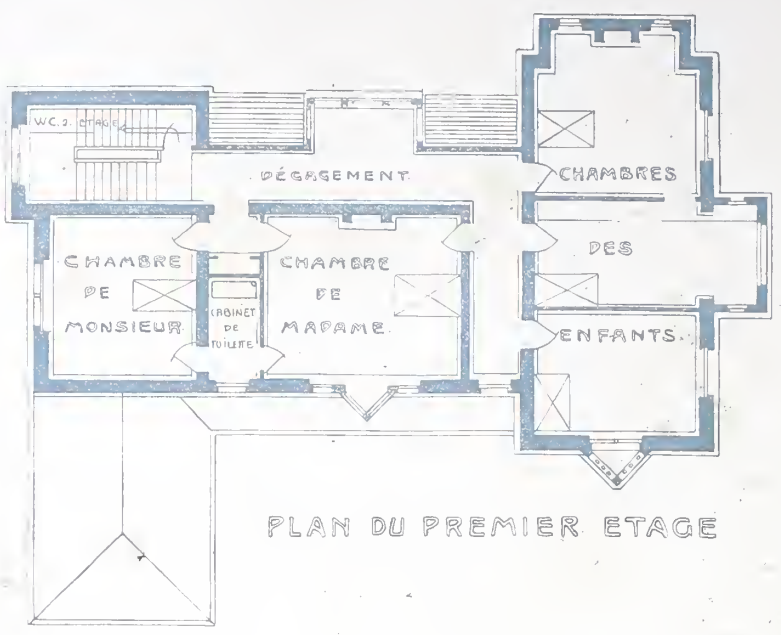 W.C. 2. ETAGE
DÉGAGEMENT
CHAMBRES
DES
ENFANTS.
CHAMBRE
DE
MONSIEUR
CABINET
DE
TOILETTE
CHAMBRE
DE
MADAME.
PLAN DU PREMIER ETAGE